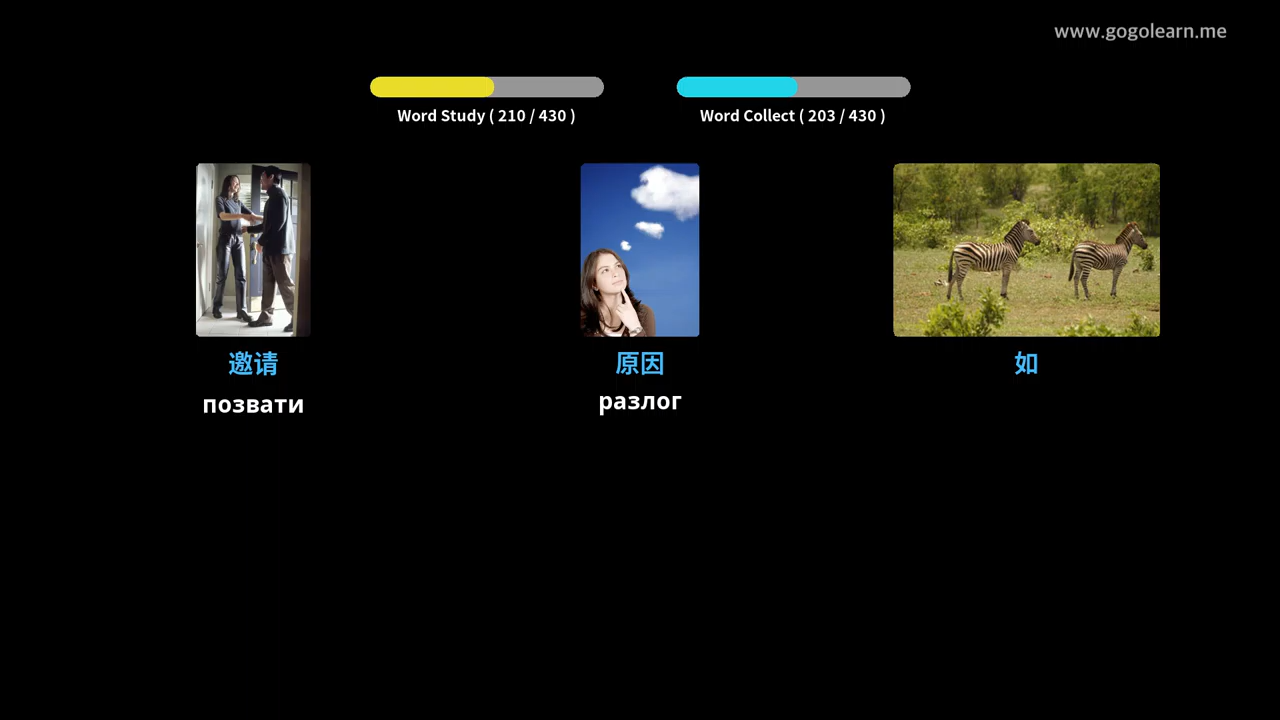 www.gogolearn.me
Word Study ( 210 / 430 )
Word Collect ( 203 / 430 )
邀请
原因
如
позвати
разлог